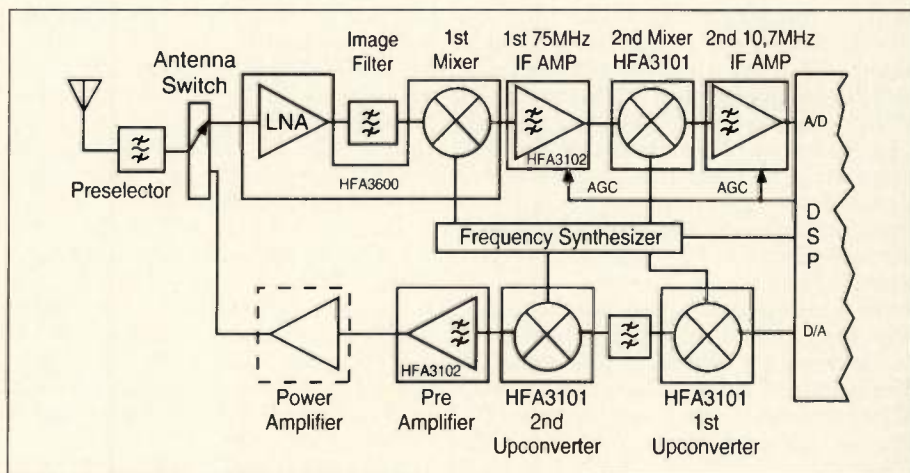 Antenna
Switch
Image
Filter
1st
Mixer
1st 75MHz
IF AMP
2nd Mixer
HFA3101
2nd 10,7MHz
IF AMP
LNA
HFA3102
A/D
Preselector
HFA3600
AGC
AGC
D
S
P
Frequency Synthesizer
D/A
HFA3102
Power
Amplifier
Pre
Amplifier
HFA3101
2nd
Upconverter
HFA3101
1st
Upconverter